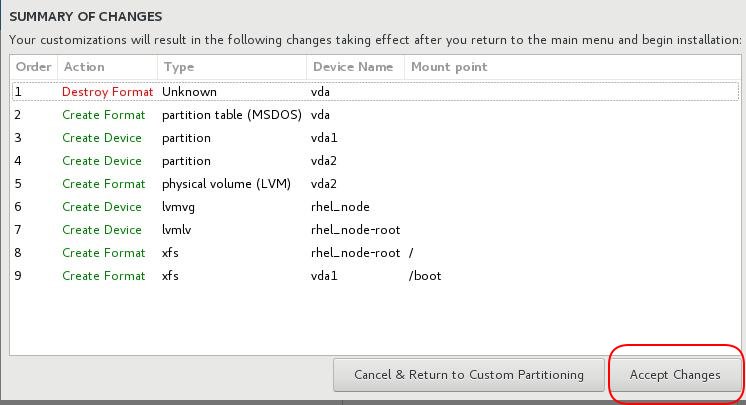 SUMMARY OF CHANGES
Your customizations will result in the following changes taking effect after you return to the main menu and begin installation:
Order Action Type Device Name Mount point
1 Destroy Format Unknown vda
2 Create Format partition table (MSDOS) vda
3 Create Device partition vda1
4 Create Device partition vda2
5 Create Format physical volume (LVM) vda2
6 Create Device lvmvg rhel_node
7 Create Device lvmlv rhel_node-root
8 Create Format xfs rhel_node-root /
9 Create Format xfs vda1 /boot
Cancel & Return to Custom Partitioning Accept Changes